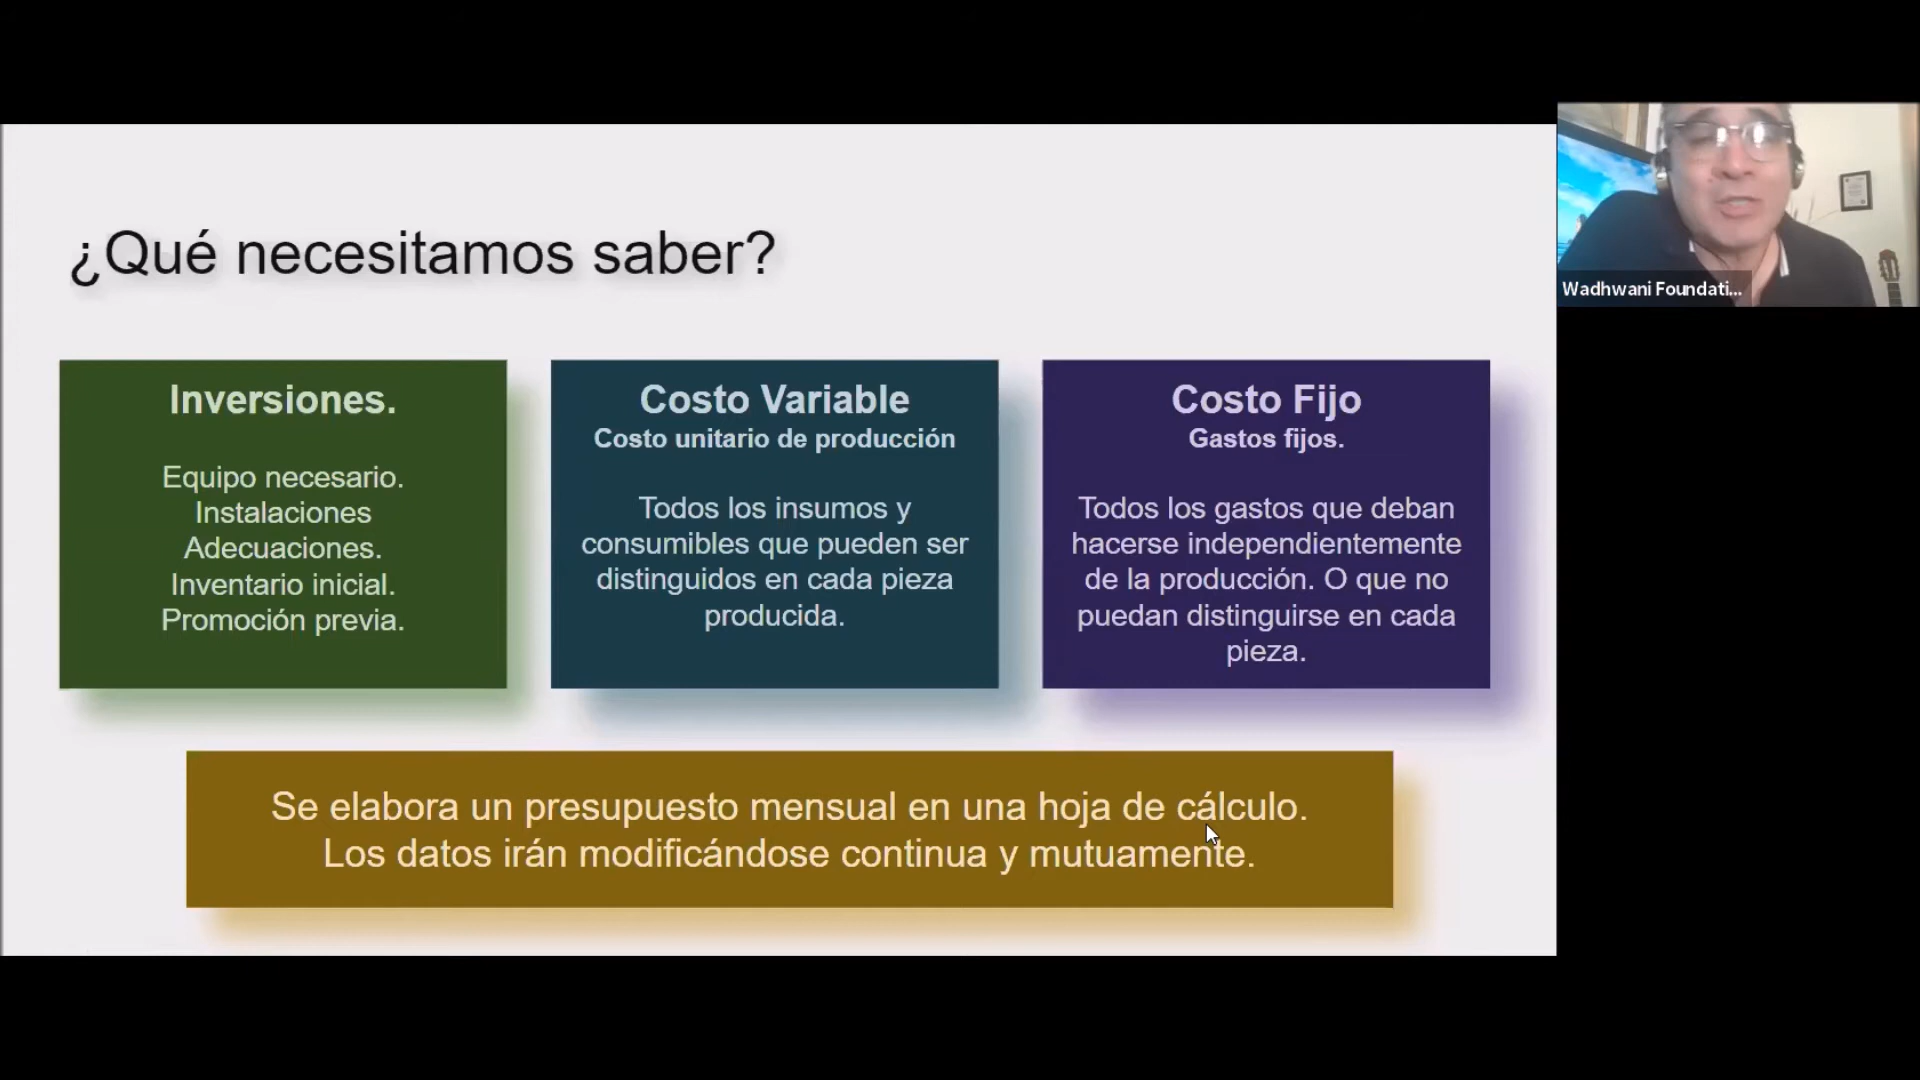 ¿Qué necesitamos saber?
Inversiones.
Equipo necesario.
Instalaciones
Adecuaciones.
Inventario inicial.
Promoción previa.
Costo Variable
Costo unitario de producción
Todos los insumos y
consumibles que pueden ser
distinguidos en cada pieza
producida.
Costo Fijo
Gastos fijos.
Todos los gastos que deban
hacerse independientemente
de la producción. O que no
puedan distinguirse en cada
pieza.
Se elabora un presupuesto mensual en una hoja de cálculo.
Los datos irán modificándose continua y mutuamente.
Wadhwani Foundati...